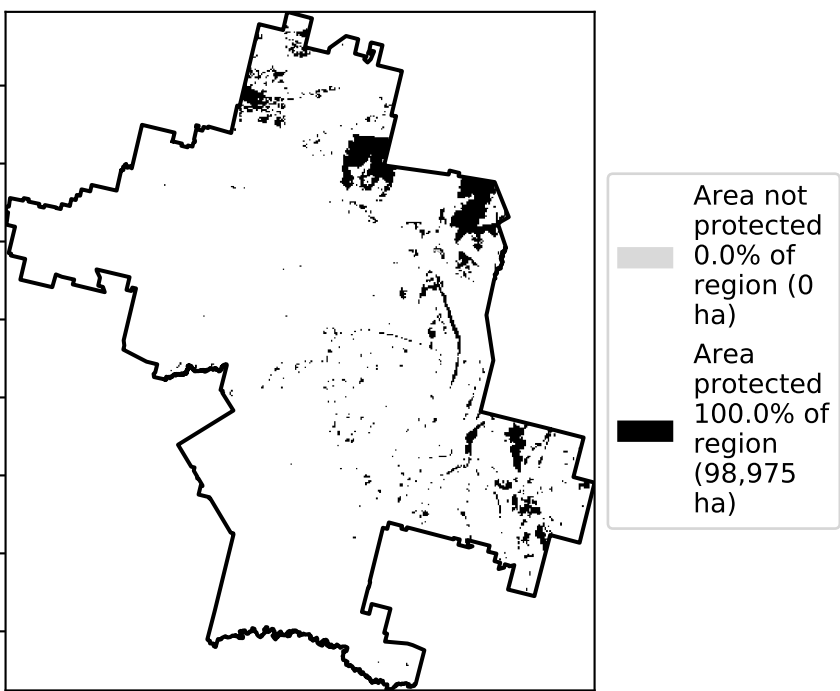 Area not
protected
0.0% of
region (0
ha)
Area
protected
100.0% of
region
(98,975
ha)